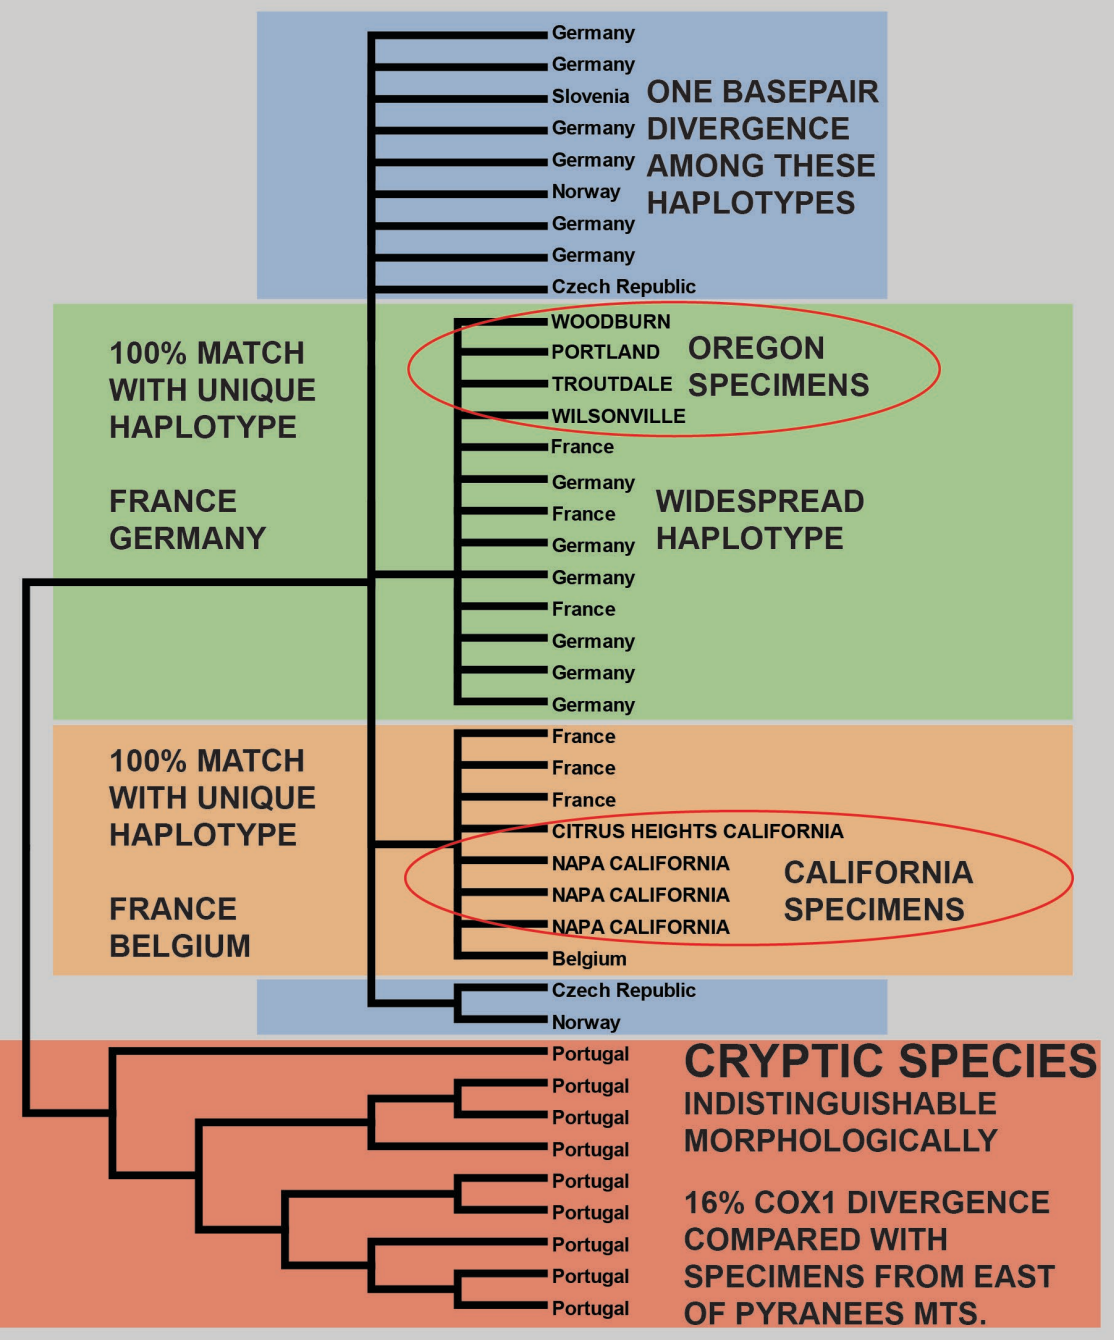 Germany
Germany
Slovenia
Germany
Germany
Norway
Germany
Germany
Czech Republic
ONE BASEPAIR
DIVERGENCE
AMONG THESE
HAPLOTYPES
100% MATCH
WITH UNIQUE
HAPLOTYPE
FRANCE
GERMANY
WOODBURN
PORTLAND
TROUTDALE
WILSONVILLE
OREGON
SPECIMENS
France
Germany
France
Germany
Germany
France
Germany
Germany
Germany
WIDESPREAD
HAPLOTYPE
100% MATCH
WITH UNIQUE
HAPLOTYPE
FRANCE
BELGIUM
France
France
France
CITRUS HEIGHTS CALIFORNIA
NAPA CALIFORNIA
NAPA CALIFORNIA
NAPA CALIFORNIA
Belgium
CALIFORNIA
SPECIMENS
Czech Republic
Norway
Portugal
Portugal
Portugal
Portugal
Portugal
Portugal
Portugal
Portugal
Portugal
CRYPTIC SPECIES
INDISTINGUISHABLE
MORPHOLOGICALLY
16% COX1 DIVERGENCE
COMPARED WITH
SPECIMENS FROM EAST
OF PYRANEES MTS.